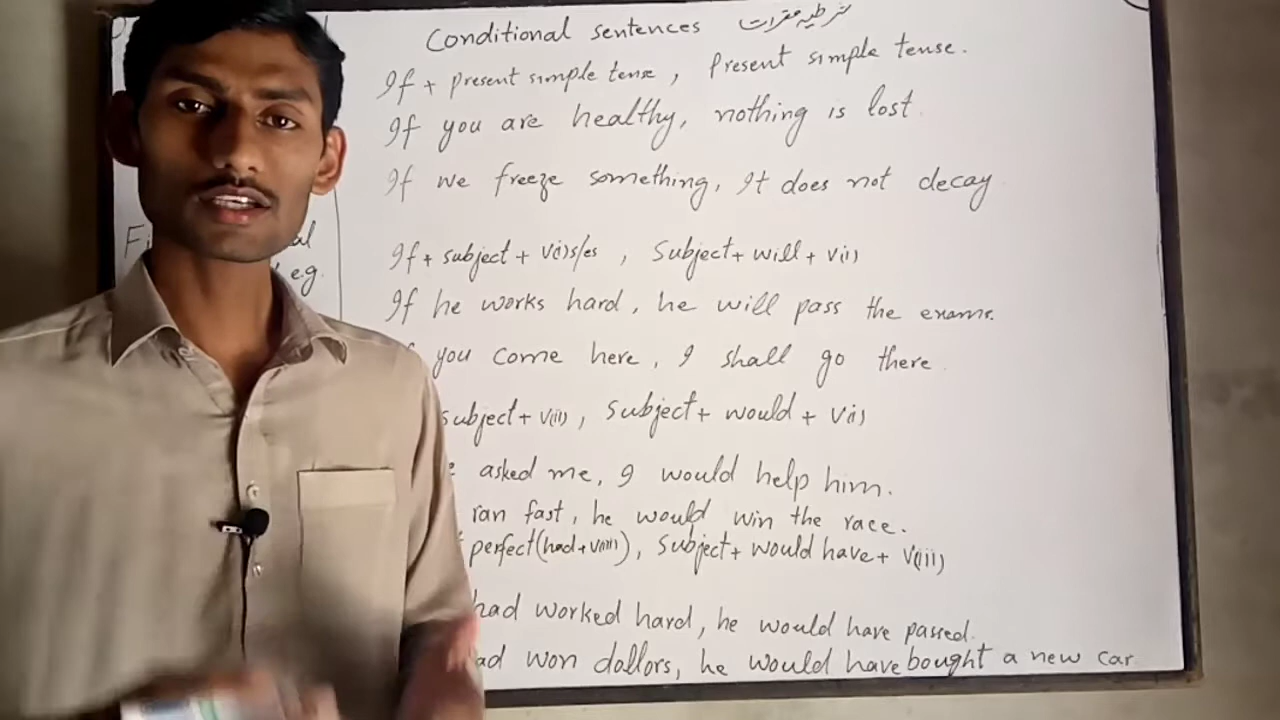 Conditional sentences شرطیہ فقرات
If + present simple tense, Present simple tense.
If you are healthy, nothing is lost.
If we freeze something, It does not decay
al
e.g.
If + subject + v(i)s/es, Subject + will + v(i)
If he works hard, he will pass the exams.
you come here, I shall go there.
subject + v(ii), Subject + would + v(i)
asked me, I would help him.
ran fast, he would win the race.
perfect (had + v(iii)), Subject + would have + V(iii)
had worked hard, he would have passed.
ad won dollors, he would have bought a new car